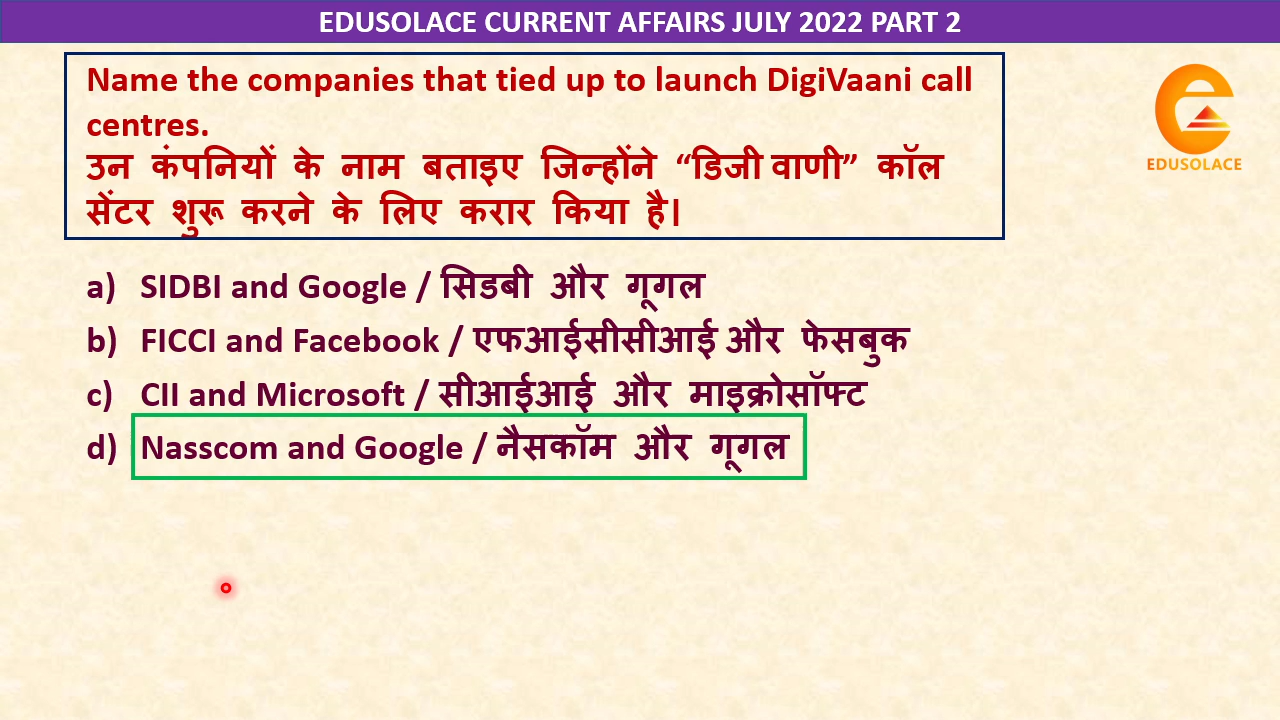 EDUSOLACE CURRENT AFFAIRS JULY 2022 PART 2
Name the companies that tied up to launch DigiVaani call
centres.
उन कंपनियों के नाम बताइए जिन्होंने “डिजी वाणी” कॉल
सेंटर शुरू करने के लिए करार किया है।
EDUSOLACE
a) SIDBI and Google / सिडबी और गूगल
b) FICCI and Facebook / एफआईसीसीआई और फेसबुक
c) CII and Microsoft / सीआईआई और माइक्रोसॉफ्ट
d) Nasscom and Google / नैसकॉम और गूगल